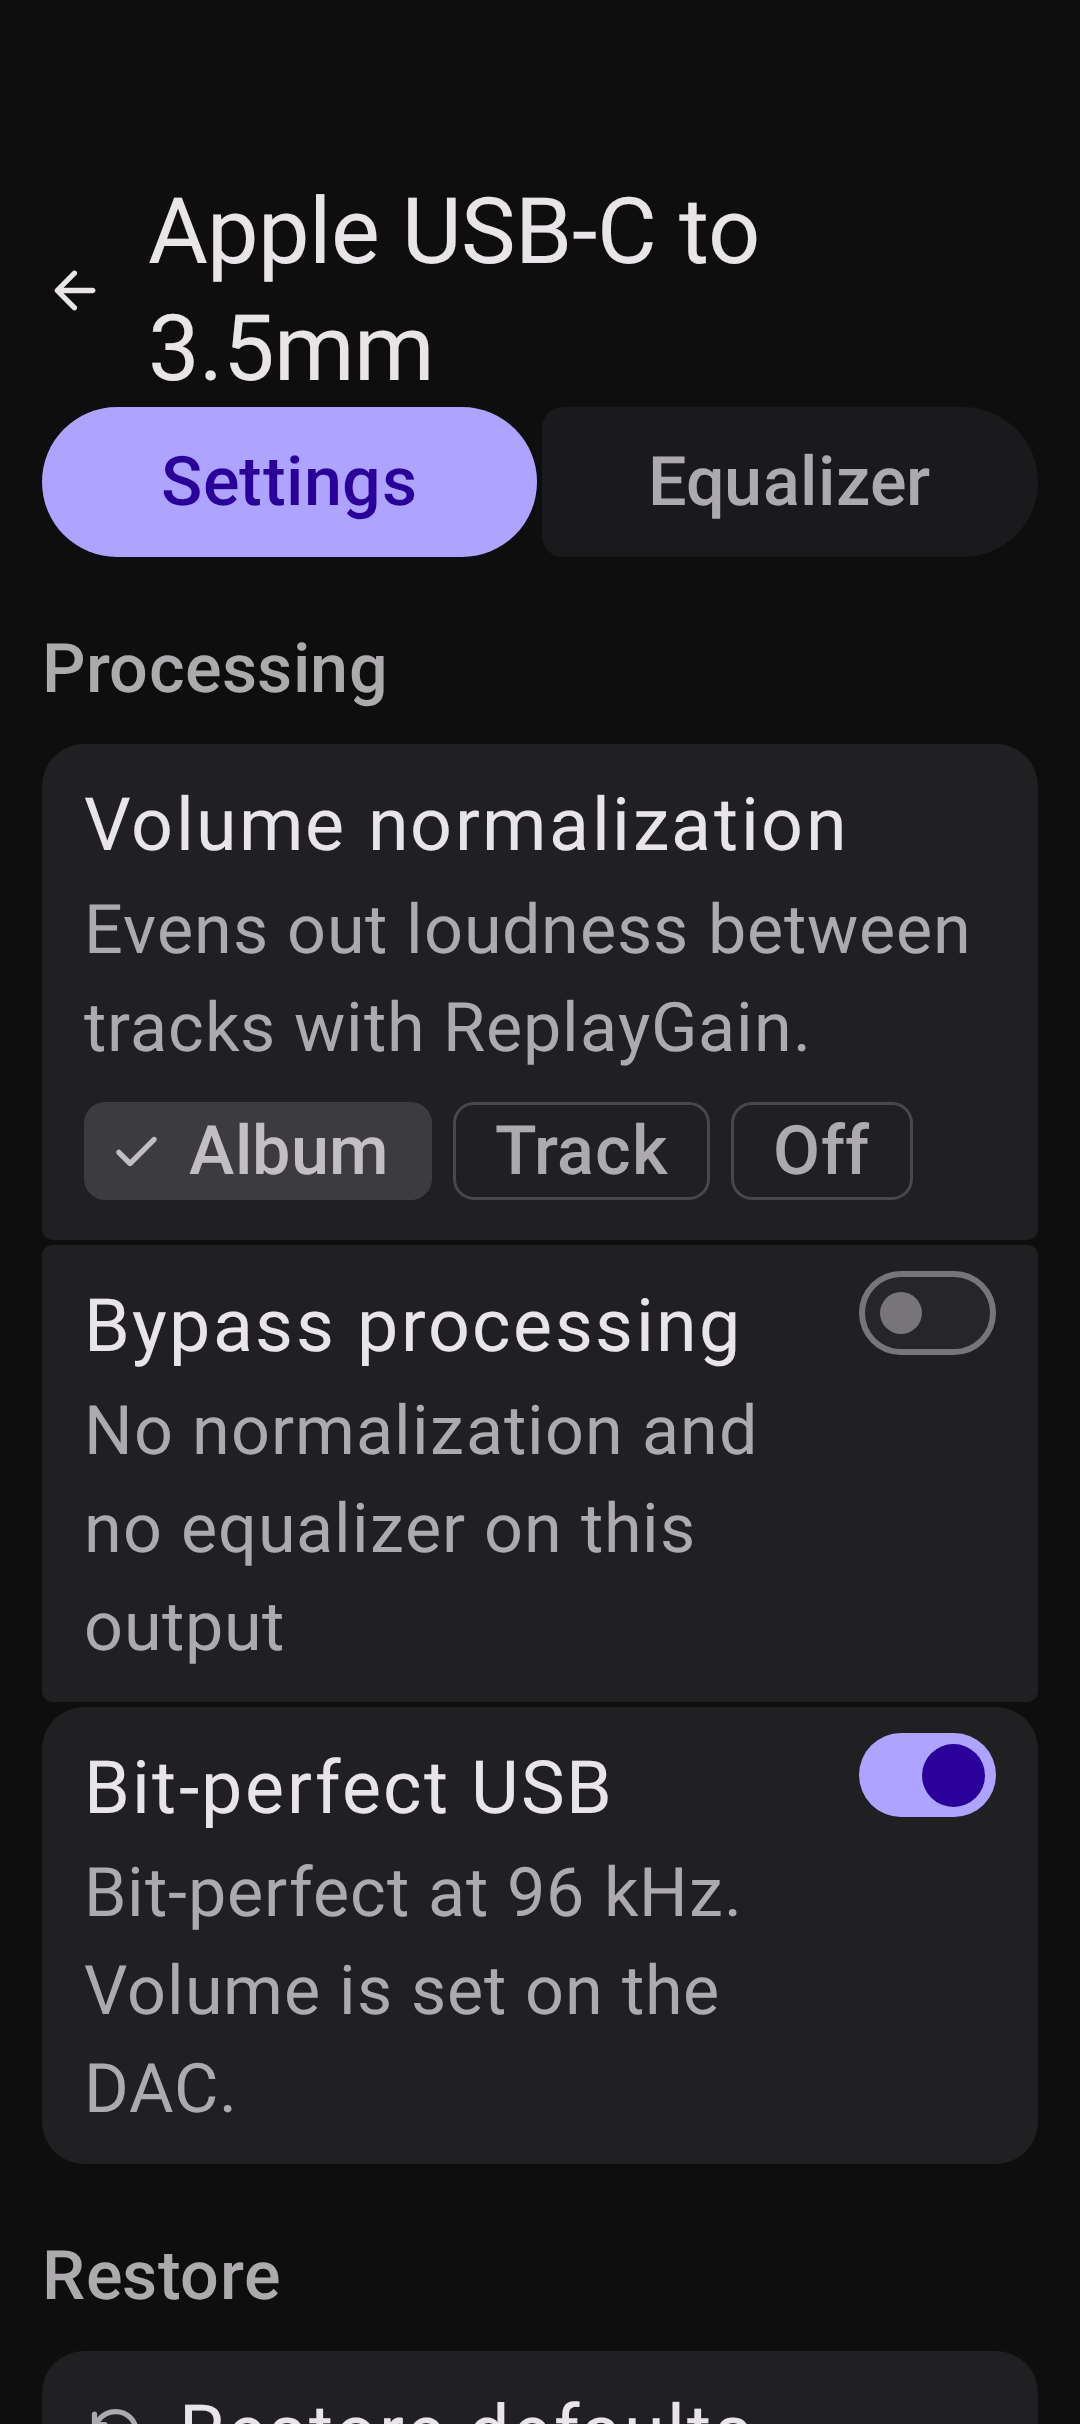 Apple USB-C to
3.5mm
Settings
Equalizer
Processing
Volume normalization
Evens out loudness between
tracks with ReplayGain.
Album
Track
Off
Bypass processing
No normalization and
no equalizer on this
output
Bit-perfect USB
Bit-perfect at 96 kHz.
Volume is set on the
DAC.
Restore
Restore defaults